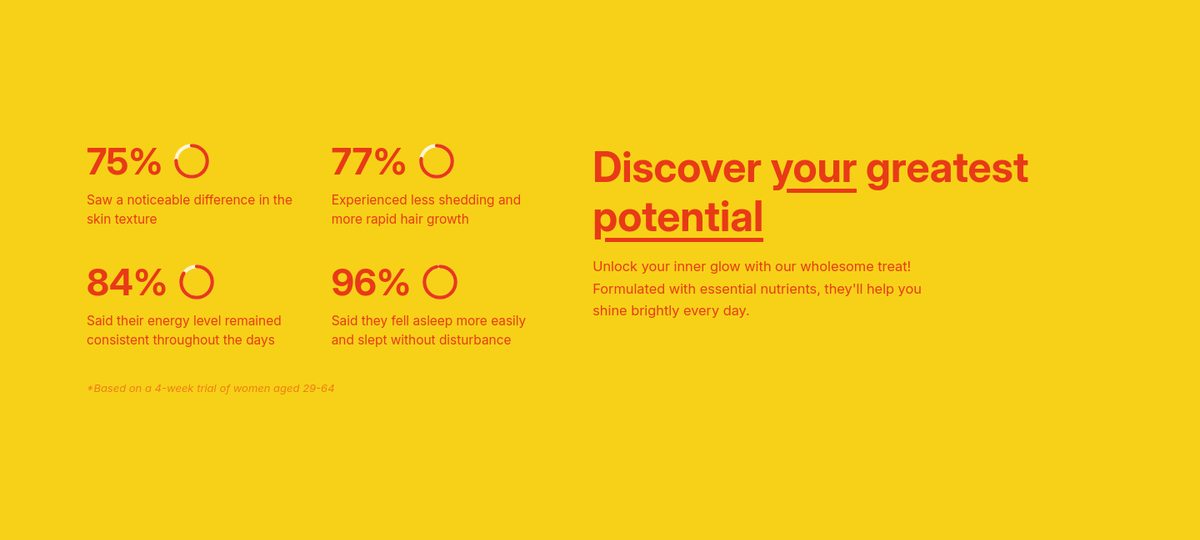 75%
Saw a noticeable difference in the
skin texture
77%
Experienced less shedding and
more rapid hair growth
84%
Said their energy level remained
consistent throughout the days
96%
Said they fell asleep more easily
and slept without disturbance
*Based on a 4-week trial of women aged 29-64
Discover your greatest
potential
Unlock your inner glow with our wholesome treat!
Formulated with essential nutrients, they'll help you
shine brightly every day.